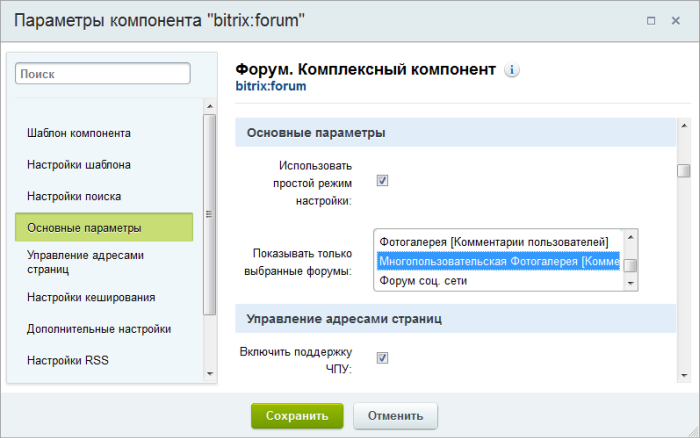 Параметры компонента "bitrix:forum"
Поиск
Шаблон компонента
Настройки шаблона
Настройки поиска
Основные параметры
Управление адресами
страниц
Настройки кеширования
Дополнительные настройки
Настройки RSS
Форум. Комплексный компонент
bitrix:forum
Основные параметры
Использовать
простой режим
настройки:
Показывать только
выбранные форумы:
Фотогалерея [Комментарии пользователей]
Многопользовательская Фотогалерея [Комме
Форум соц. сети
Управление адресами страниц
Включить поддержку
ЧПУ:
Сохранить
Отменить